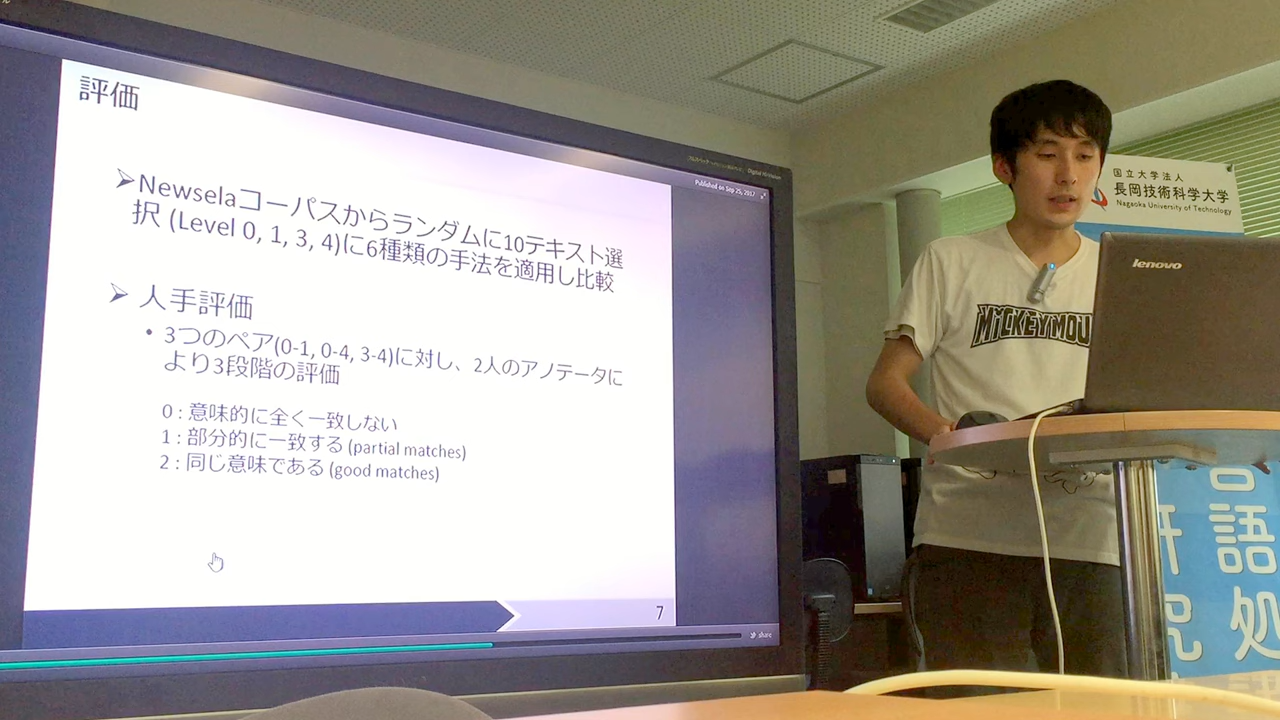 評価
➢Newselaコーパスからランダムに10テキスト選
択 (Level 0, 1, 3, 4)に6種類の手法を適用し比較
➢ 人手評価
• 3つのペア(0-1, 0-4, 3-4)に対し、2人のアノテータに
より3段階の評価
0 : 意味的に全く一致しない
1 : 部分的に一致する (partial matches)
2 : 同じ意味である (good matches)
7
Published on Sep 25, 2017
share
国立大学法人
長岡技術科学大学
Nagaoka University of Technology
lenovo
MICKEY MOU
語
処
研
究